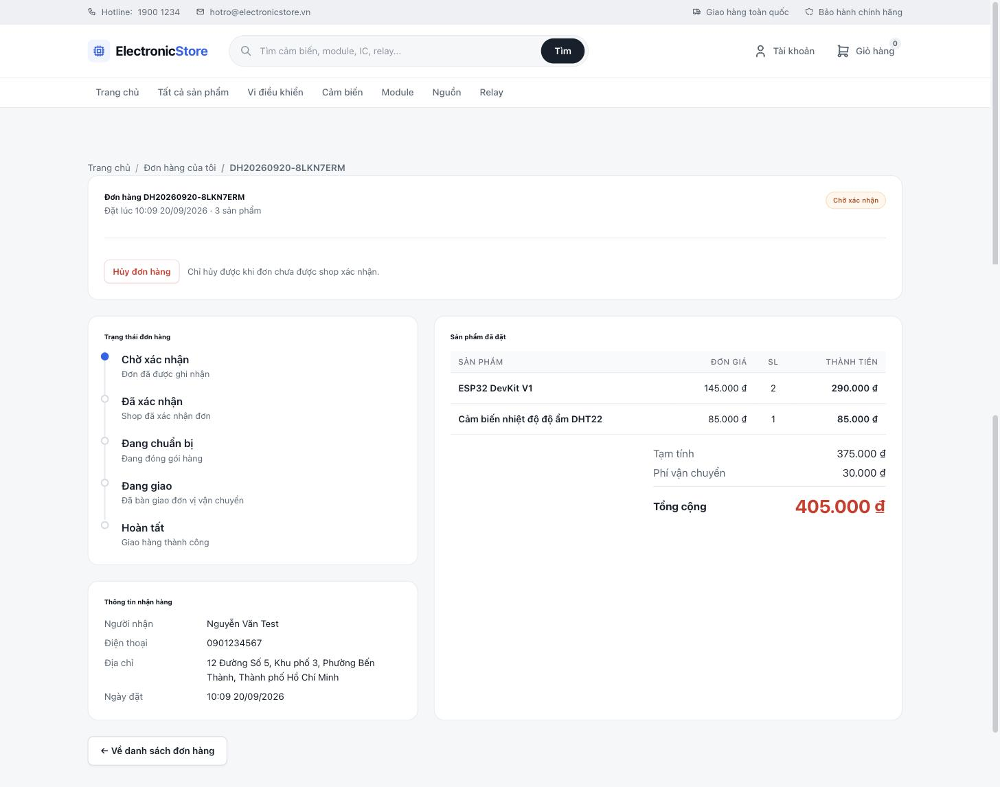 Hotline: 1900 1234 hotro@electronicstore.vn Giao hàng toàn quốc Bảo hành chính hãng
ElectronicStore Tìm cảm biến, module, IC, relay... Tìm Tài khoản Giỏ hàng 0
Trang chủ Tất cả sản phẩm Vi điều khiển Cảm biến Module Nguồn Relay
Trang chủ / Đơn hàng của tôi / DH20260920-8LKN7ERM
Đơn hàng DH20260920-8LKN7ERM
Đặt lúc 10:09 20/09/2026 · 3 sản phẩm
Chờ xác nhận
Hủy đơn hàng Chỉ hủy được khi đơn chưa được shop xác nhận.
Trạng thái đơn hàng
Chờ xác nhận
Đơn đã được ghi nhận
Đã xác nhận
Shop đã xác nhận đơn
Đang chuẩn bị
Đang đóng gói hàng
Đang giao
Đã bàn giao đơn vị vận chuyển
Hoàn tất
Giao hàng thành công
Thông tin nhận hàng
Người nhận Nguyễn Văn Test
Điện thoại 0901234567
Địa chỉ 12 Đường Số 5, Khu phố 3, Phường Bến
Thành, Thành phố Hồ Chí Minh
Ngày đặt 10:09 20/09/2026
Sản phẩm đã đặt
SẢN PHẨM ĐƠN GIÁ SL THÀNH TIỀN
ESP32 DevKit V1 145.000 ₫ 2 290.000 ₫
Cảm biến nhiệt độ độ ẩm DHT22 85.000 ₫ 1 85.000 ₫
Tạm tính 375.000 ₫
Phí vận chuyển 30.000 ₫
Tổng cộng 405.000 ₫
← Về danh sách đơn hàng